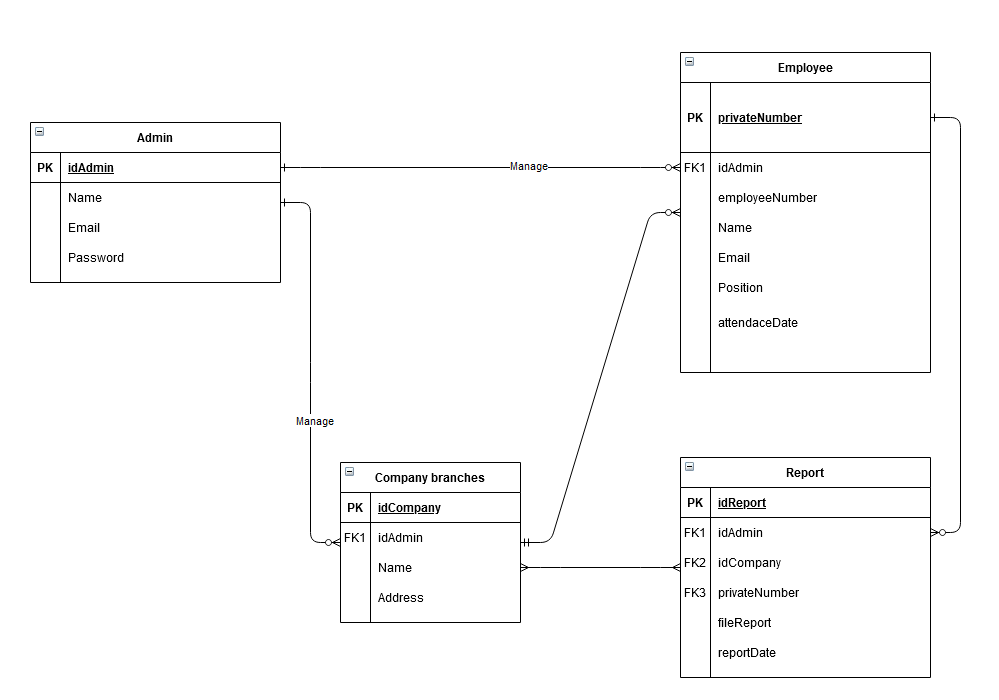 Admin
PK idAdmin
Name
Email
Password
Manage
Manage
Employee
PK privateNumber
FK1 idAdmin
employeeNumber
Name
Email
Position
attendaceDate
Company branches
PK idCompany
FK1 idAdmin
Name
Address
Report
PK idReport
FK1 idAdmin
FK2 idCompany
FK3 privateNumber
fileReport
reportDate